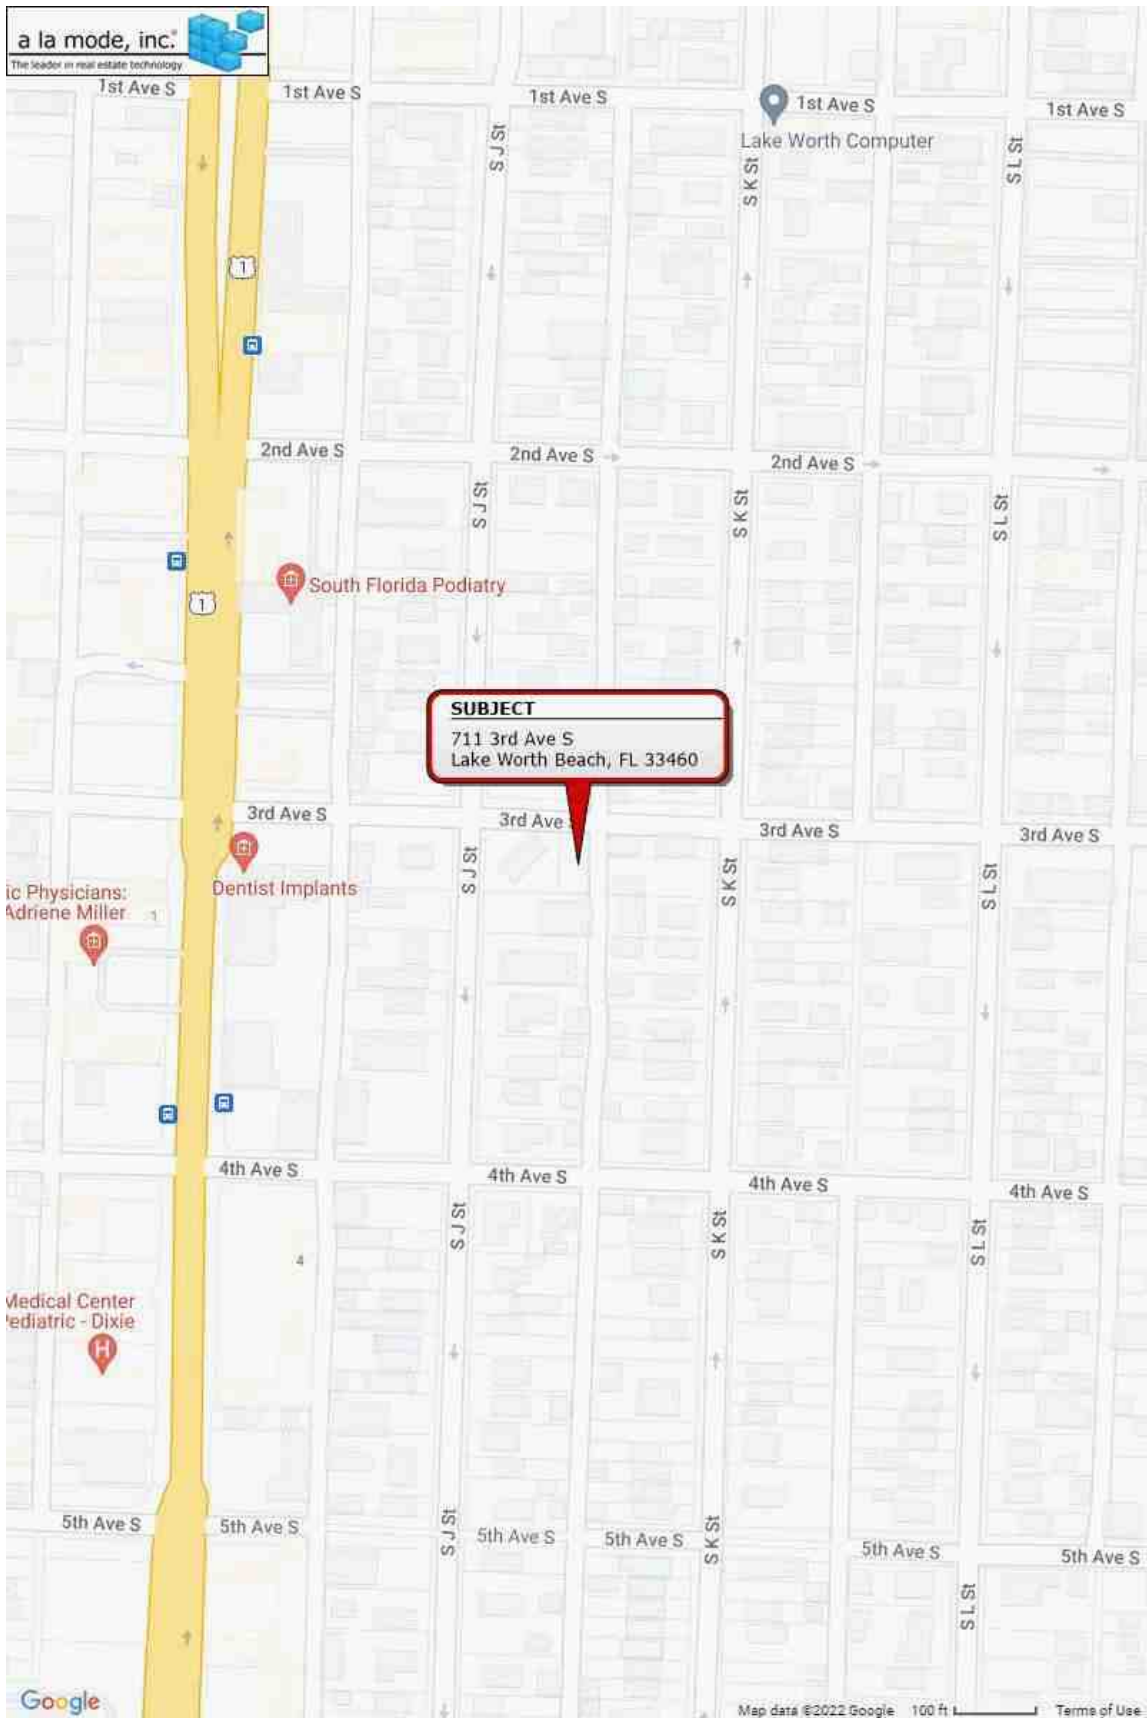 a la mode, inc.®
The leader in real estate technology
1st Ave S
1st Ave S
1st Ave S
1st Ave S
1st Ave S
Lake Worth Computer
S J St
S K St
S L St
1
2nd Ave S
2nd Ave S
2nd Ave S
S J St
S K St
S L St
South Florida Podiatry
1
SUBJECT
711 3rd Ave S
Lake Worth Beach, FL 33460
3rd Ave S
3rd Ave S
3rd Ave S
3rd Ave S
S J St
S K St
S L St
Dentist Implants
ic Physicians:
Adriene Miller
1
4th Ave S
4th Ave S
4th Ave S
4th Ave S
S J St
S K St
S L St
4
Medical Center
Pediatric - Dixie
H
5th Ave S
5th Ave S
5th Ave S
5th Ave S
5th Ave S
5th Ave S
S J St
S K St
S L St
Google
Map data ©2022 Google
100 ft
Terms of Use